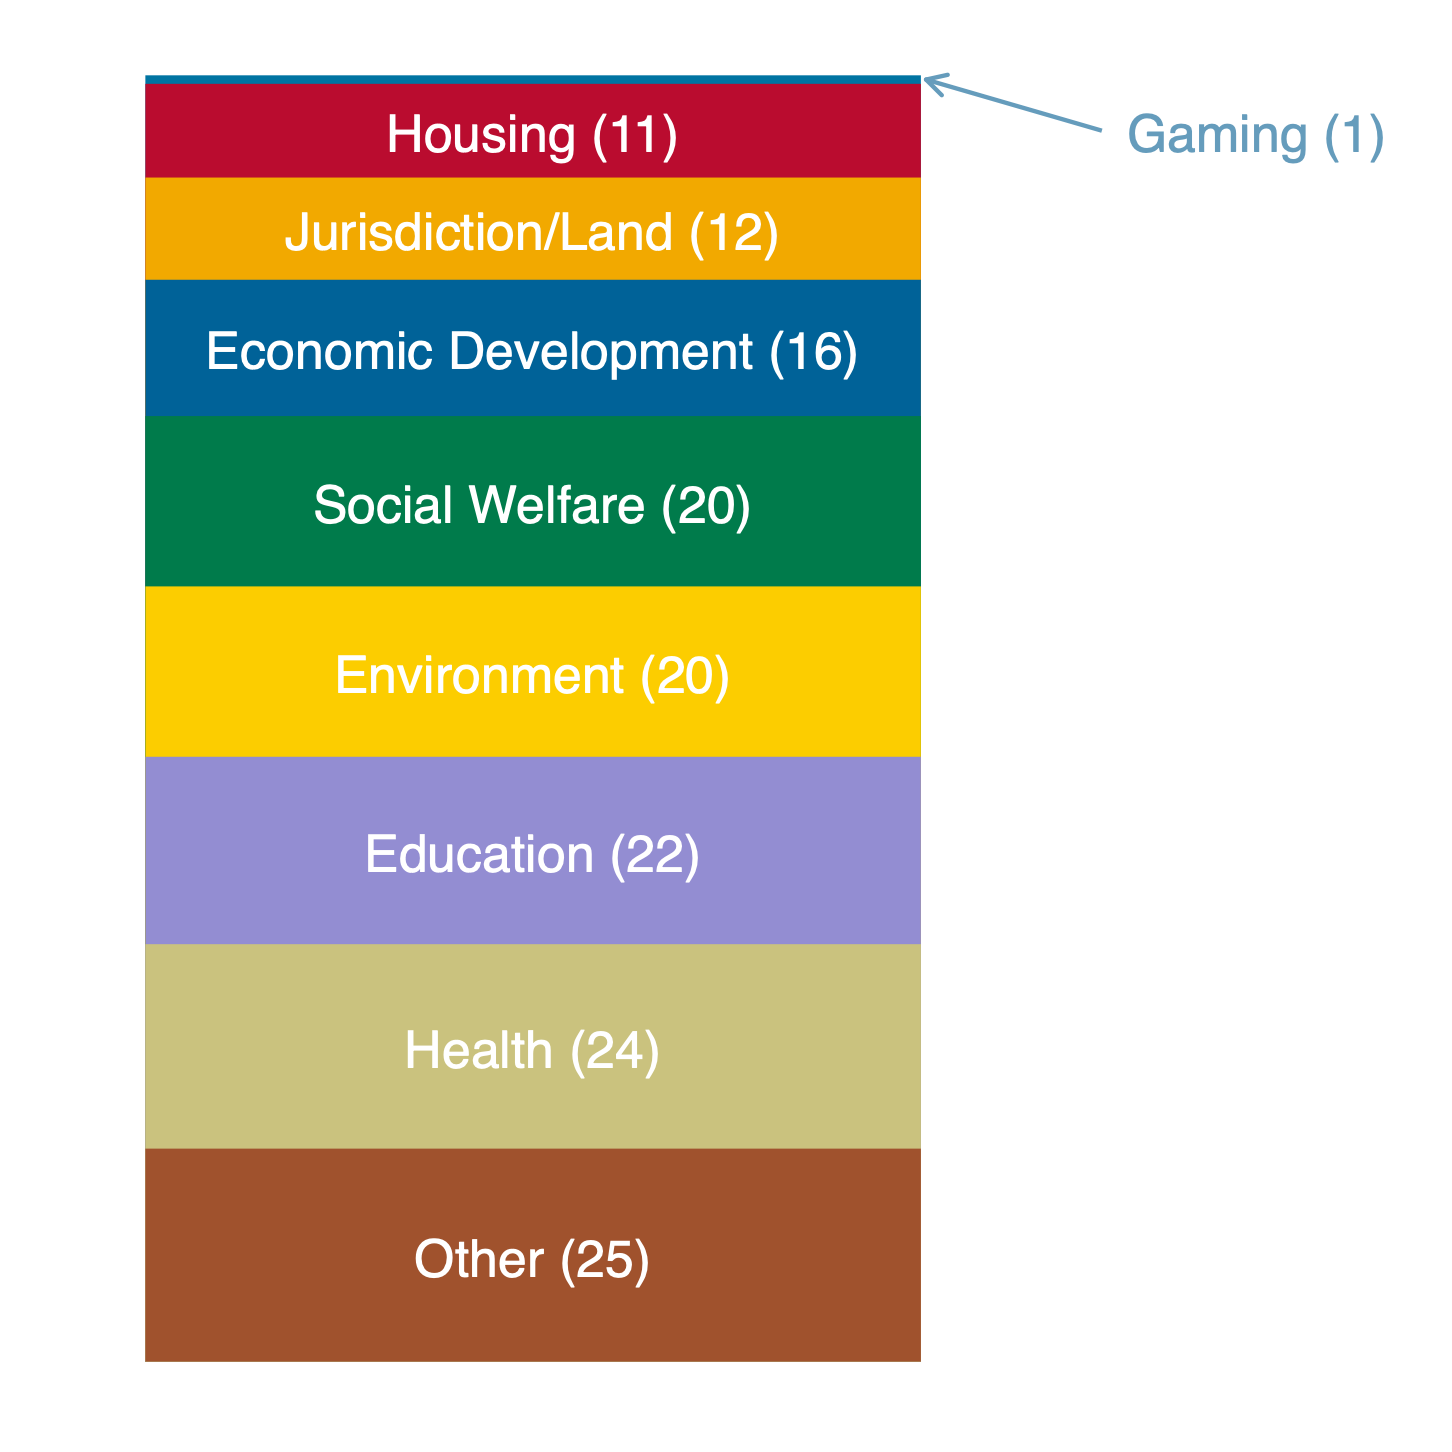 Housing (11)
Gaming (1)
Jurisdiction/Land (12)
Economic Development (16)
Social Welfare (20)
Environment (20)
Education (22)
Health (24)
Other (25)